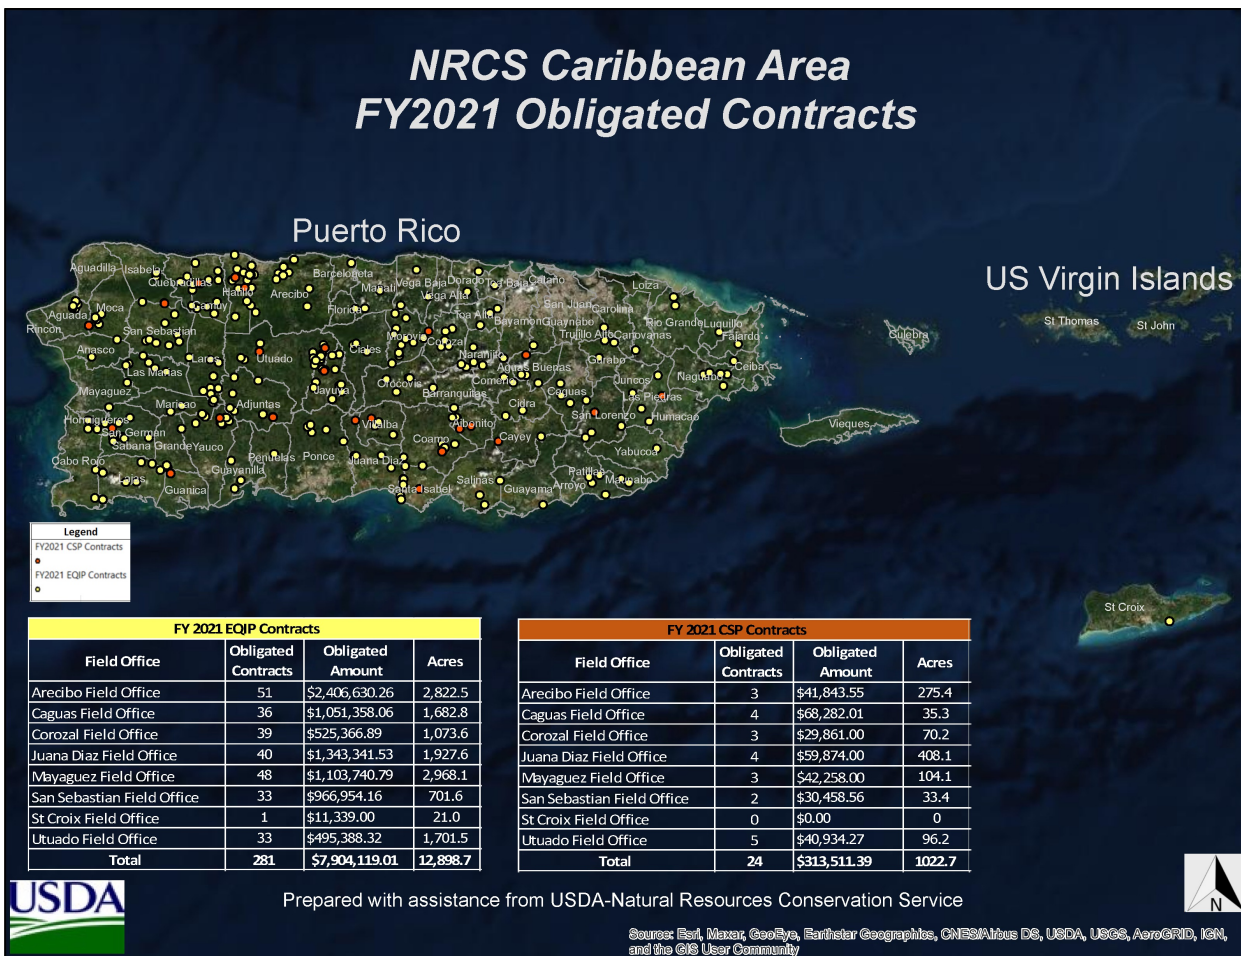 NRCS Caribbean Area
FY2021 Obligated Contracts
Puerto Rico
US Virgin Islands
Aguadilla
Isabela
Quebradillas
Hatillo
Camuy
Arecibo
Barceloneta
Manati
Florida
Vega Baja
Vega Alta
Dorado
Toa Baja
Catano
Toa Alta
Bayamon
Guaynabo
San Juan
Carolina
Trujillo Alto
Canovanas
Loiza
Rio Grande
Luquillo
Fajardo
Ceiba
Culebra
St Thomas
St John
Moca
Aguada
Rincon
Anasco
San Sebastian
Lares
Utuado
Ciales
Morovis
Corozal
Naranjito
Aguas Buenas
Gurabo
Juncos
Naguabo
Las Marias
Mayaguez
Maricao
Adjuntas
Jayuya
Orocovis
Barranquitas
Comerio
Cidra
Caguas
Las Piedras
San Lorenzo
Humacao
Vieques
Hormigueros
San German
Sabana Grande
Yauco
Cabo Rojo
Lajas
Guanica
Guayanilla
Penuelas
Ponce
Juana Diaz
Villalba
Coamo
Aibonito
Cayey
Yabucoa
Santa Isabel
Salinas
Guayama
Arroyo
Patillas
Maunabo
St Croix
Legend
FY2021 CSP Contracts
FY2021 EQIP Contracts
FY 2021 EQIP Contracts
Field Office Obligated Contracts Obligated Amount Acres
Arecibo Field Office 51 $2,406,630.26 2,822.5
Caguas Field Office 36 $1,051,358.06 1,682.8
Corozal Field Office 39 $525,366.89 1,073.6
Juana Diaz Field Office 40 $1,343,341.53 1,927.6
Mayaguez Field Office 48 $1,103,740.79 2,968.1
San Sebastian Field Office 33 $966,954.16 701.6
St Croix Field Office 1 $11,339.00 21.0
Utuado Field Office 33 $495,388.32 1,701.5
Total 281 $7,904,119.01 12,898.7
FY 2021 CSP Contracts
Field Office Obligated Contracts Obligated Amount Acres
Arecibo Field Office 3 $41,843.55 275.4
Caguas Field Office 4 $68,282.01 35.3
Corozal Field Office 3 $29,861.00 70.2
Juana Diaz Field Office 4 $59,874.00 408.1
Mayaguez Field Office 3 $42,258.00 104.1
San Sebastian Field Office 2 $30,458.56 33.4
St Croix Field Office 0 $0.00 0
Utuado Field Office 5 $40,934.27 96.2
Total 24 $313,511.39 1022.7
USDA
Prepared with assistance from USDA-Natural Resources Conservation Service
N
Source: Esri, Maxar, GeoEye, Earthstar Geographics, CNES/Airbus DS, USDA, USGS, AeroGRID, IGN,
and the GIS User Community